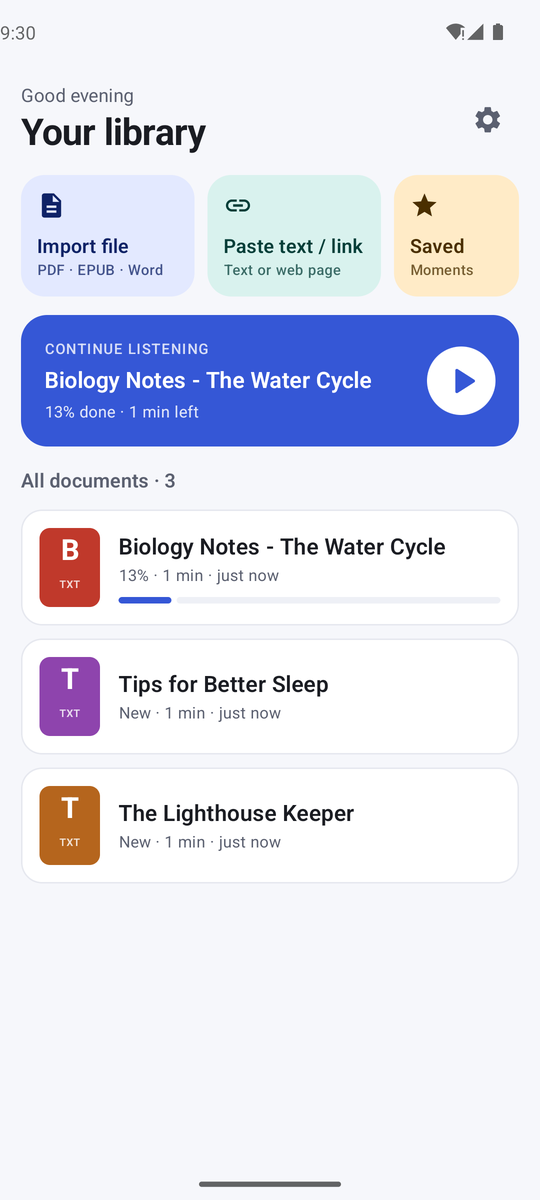 9:30
Good evening
Your library
Import file
PDF · EPUB · Word
Paste text / link
Text or web page
Saved
Moments
CONTINUE LISTENING
Biology Notes - The Water Cycle
13% done · 1 min left
All documents · 3
B
TXT
Biology Notes - The Water Cycle
13% · 1 min · just now
T
TXT
Tips for Better Sleep
New · 1 min · just now
T
TXT
The Lighthouse Keeper
New · 1 min · just now